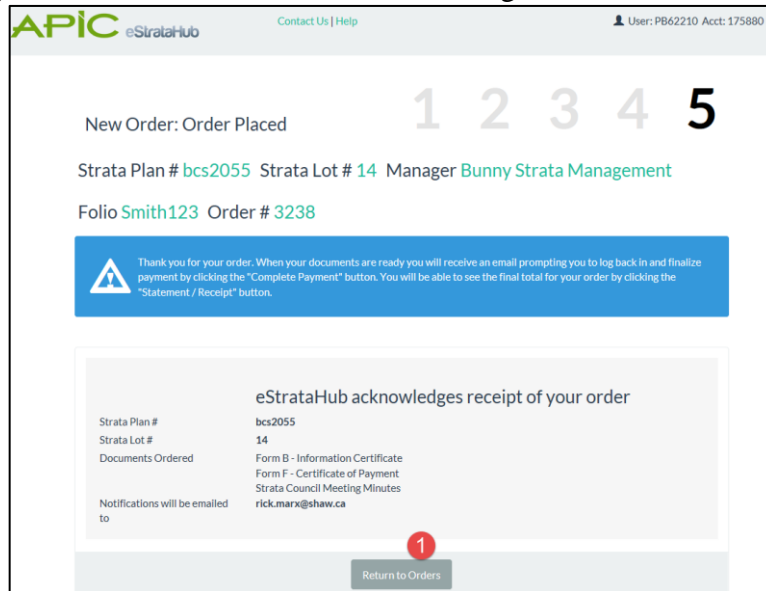 APIC eStrataHub Contact Us | Help User: PB62210 Acct: 175880
New Order: Order Placed 1 2 3 4 5
Strata Plan # bcs2055 Strata Lot # 14 Manager Bunny Strata Management
Folio Smith123 Order # 3238
Thank you for your order. When your documents are ready you will receive an email prompting you to log back in and finalize
payment by clicking the "Complete Payment" button. You will be able to see the final total for your order by clicking the
"Statement / Receipt" button.
eStrataHub acknowledges receipt of your order
Strata Plan # bcs2055
Strata Lot # 14
Documents Ordered Form B - Information Certificate
Form F - Certificate of Payment
Strata Council Meeting Minutes
Notifications will be emailed rick.marx@shaw.ca
to
1
Return to Orders